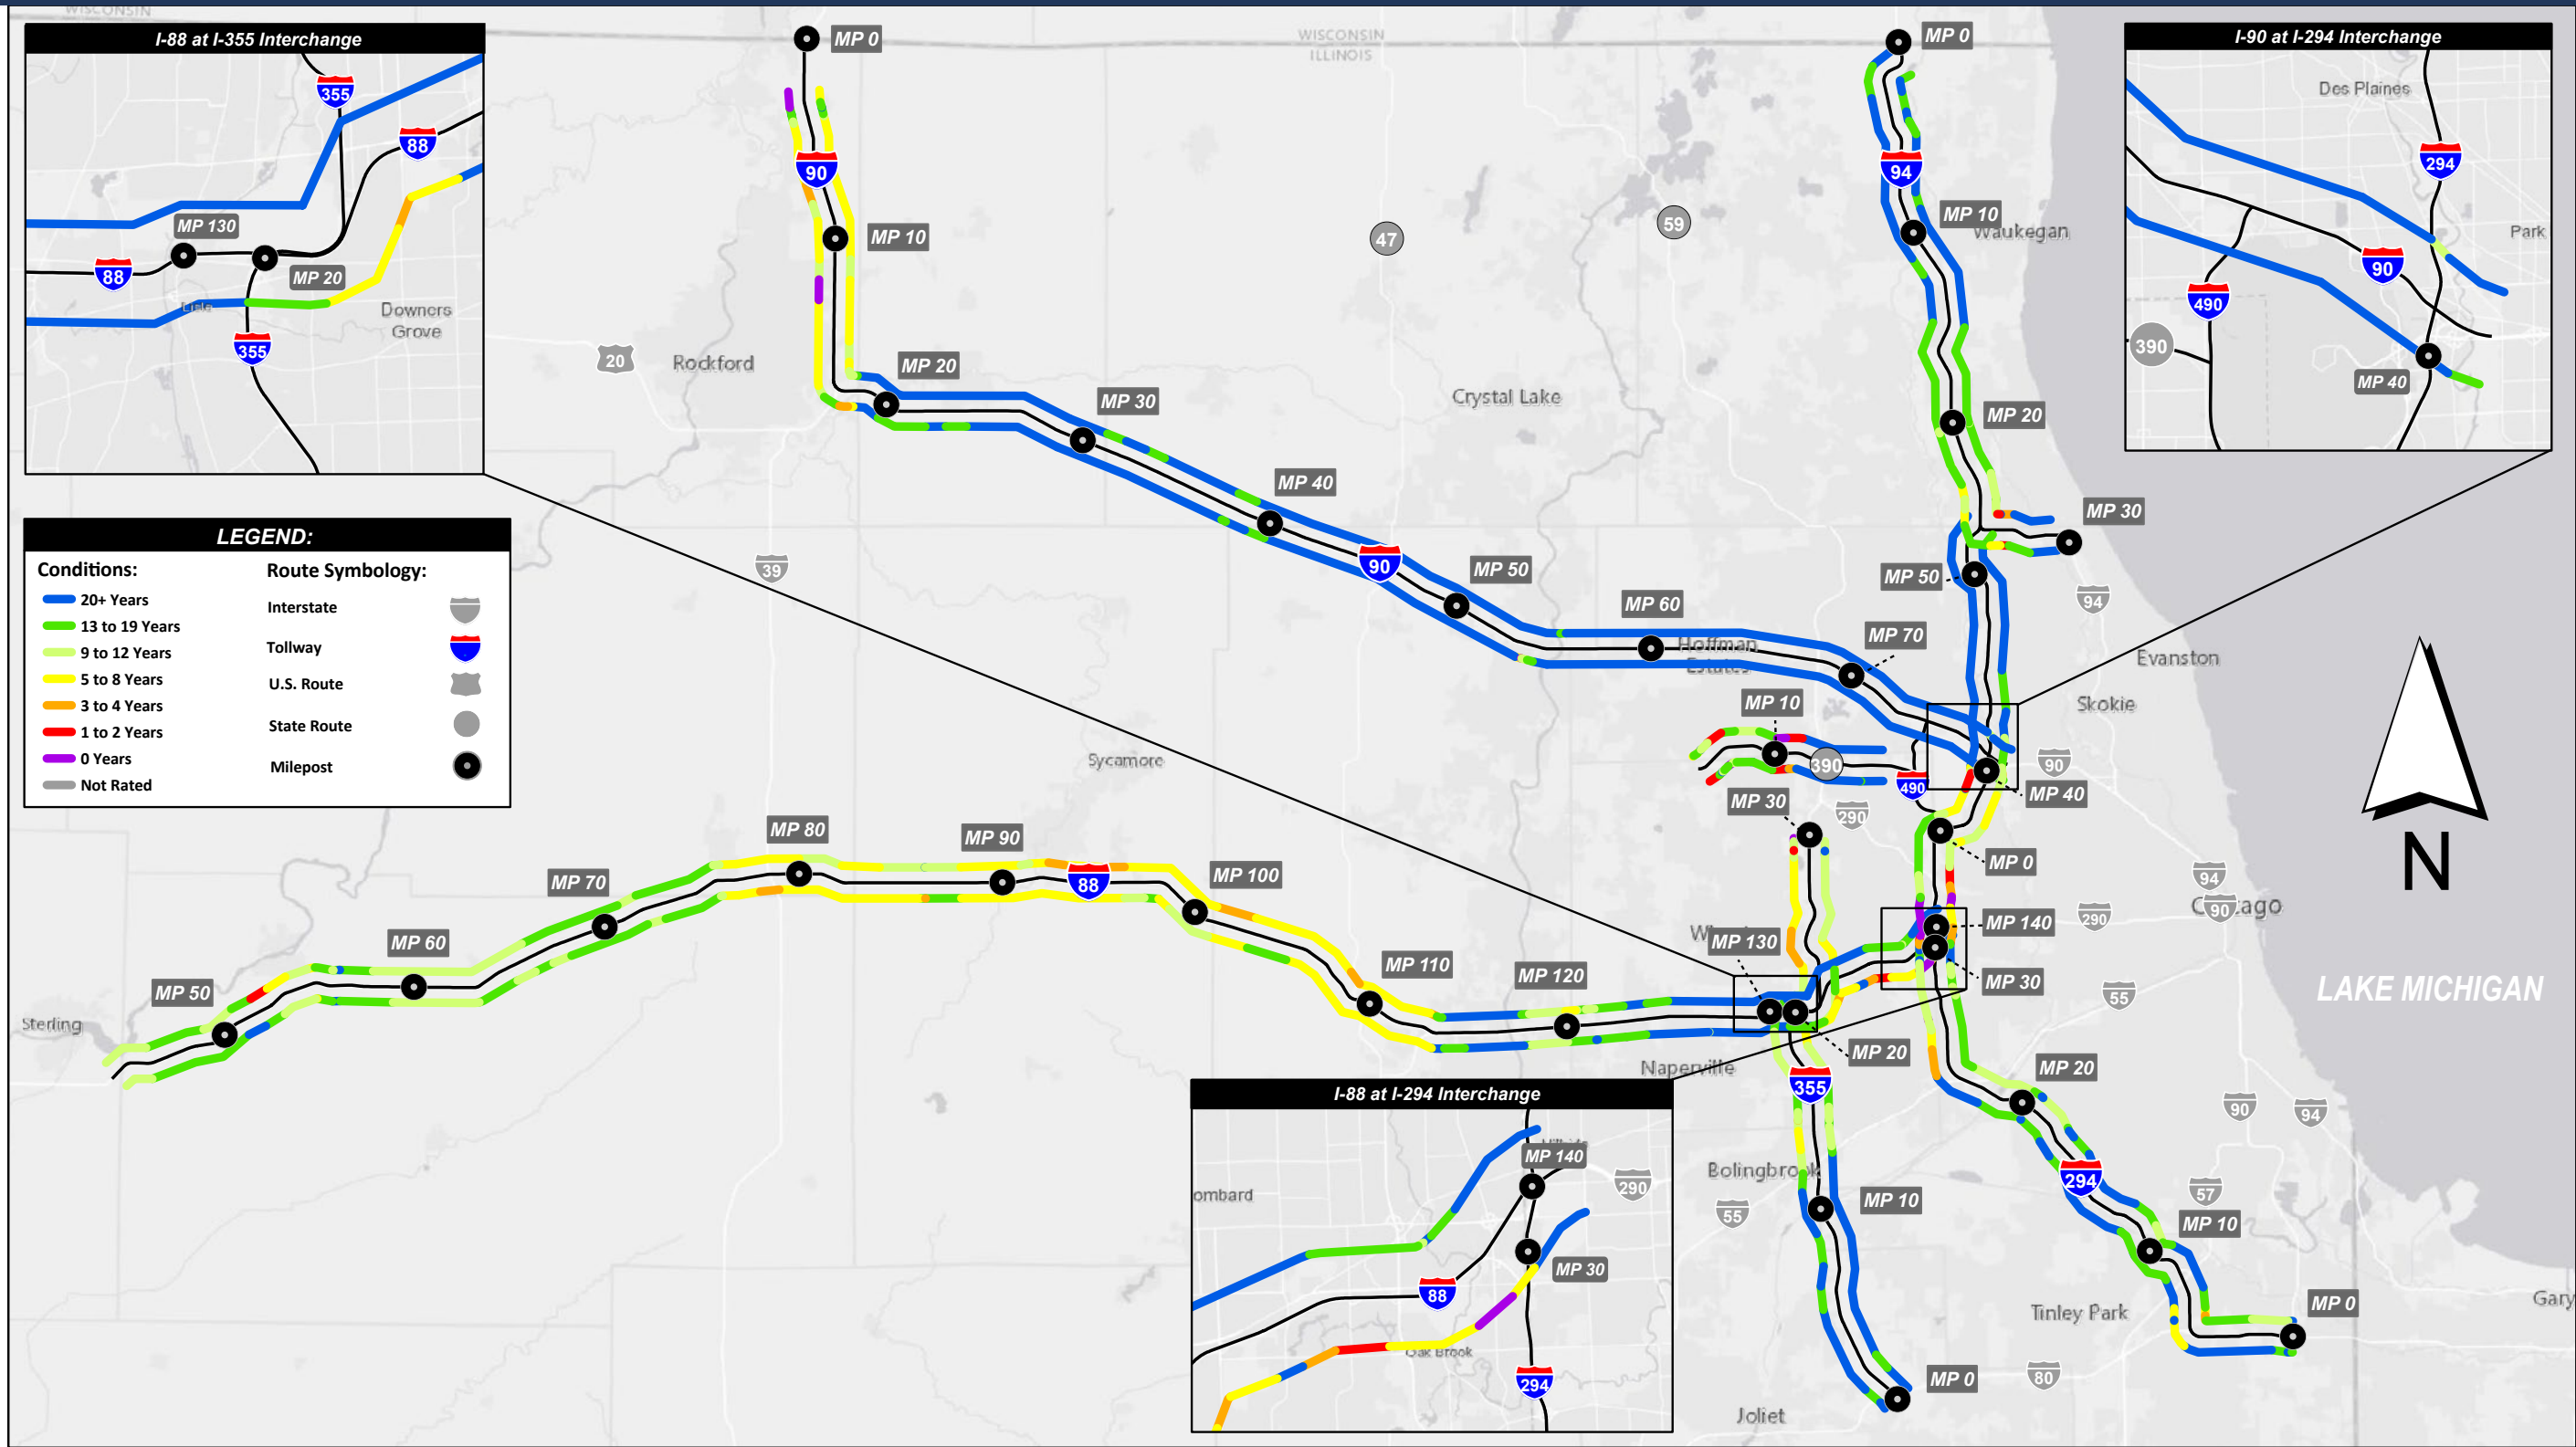 WISCONSIN
I-88 at I-355 Interchange
355
88
MP 130
88
MP 20
Lisle
Downers
Grove
355
LEGEND:
Conditions:
20+ Years
13 to 19 Years
9 to 12 Years
5 to 8 Years
3 to 4 Years
1 to 2 Years
0 Years
Not Rated
Route Symbology:
Interstate
Tollway
U.S. Route
State Route
Milepost
MP 0
WISCONSIN
ILLINOIS
MP 0
I-90 at I-294 Interchange
Des Plaines
294
Park
90
490
390
MP 40
90
MP 10
47
59
94
MP 10
Waukegan
20
Rockford
MP 20
MP 30
Crystal Lake
MP 20
MP 40
MP 30
39
90
MP 50
MP 50
94
MP 60
MP 70
Hoffman
Estates
Evanston
MP 10
Skokie
Sycamore
390
490
90
MP 40
MP 30
290
MP 80
MP 90
MP 0
MP 70
88
MP 100
94
90
Chicago
290
MP 140
MP 60
MP 130
MP 50
MP 110
MP 120
MP 30
55
LAKE MICHIGAN
Sterling
MP 20
Naperville
MP 20
355
90
94
I-88 at I-294 Interchange
MP 140
ombard
290
88
MP 30
Oak Brook
294
Bolingbrook
55
MP 10
294
57
MP 10
Tinley Park
MP 0
Gary
MP 0
80
Joliet
N